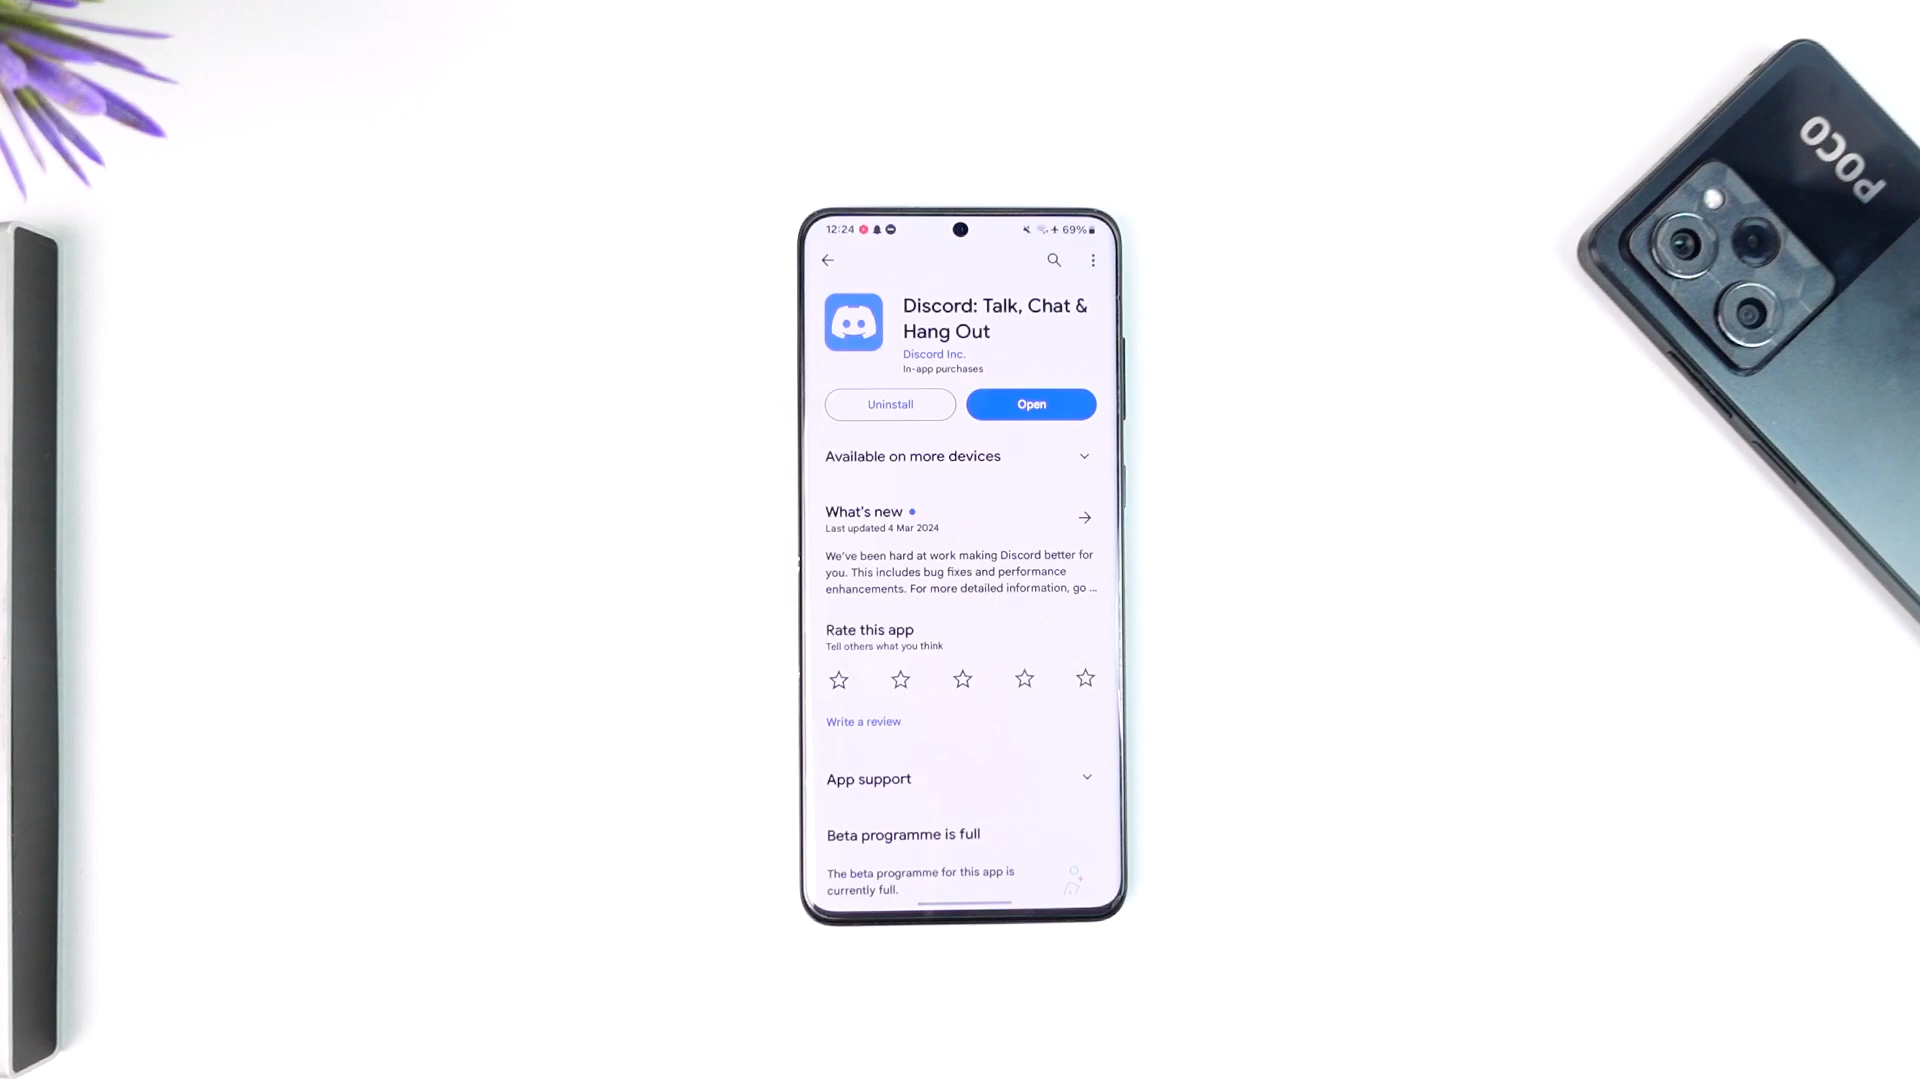 12:24
69%
Discord: Talk, Chat &
Hang Out
Discord Inc.
In-app purchases
Uninstall
Open
Available on more devices
What's new
Last updated 4 Mar 2024
We've been hard at work making Discord better for
you. This includes bug fixes and performance
enhancements. For more detailed information, go ...
Rate this app
Tell others what you think
Write a review
App support
Beta programme is full
The beta programme for this app is
currently full.
POCO